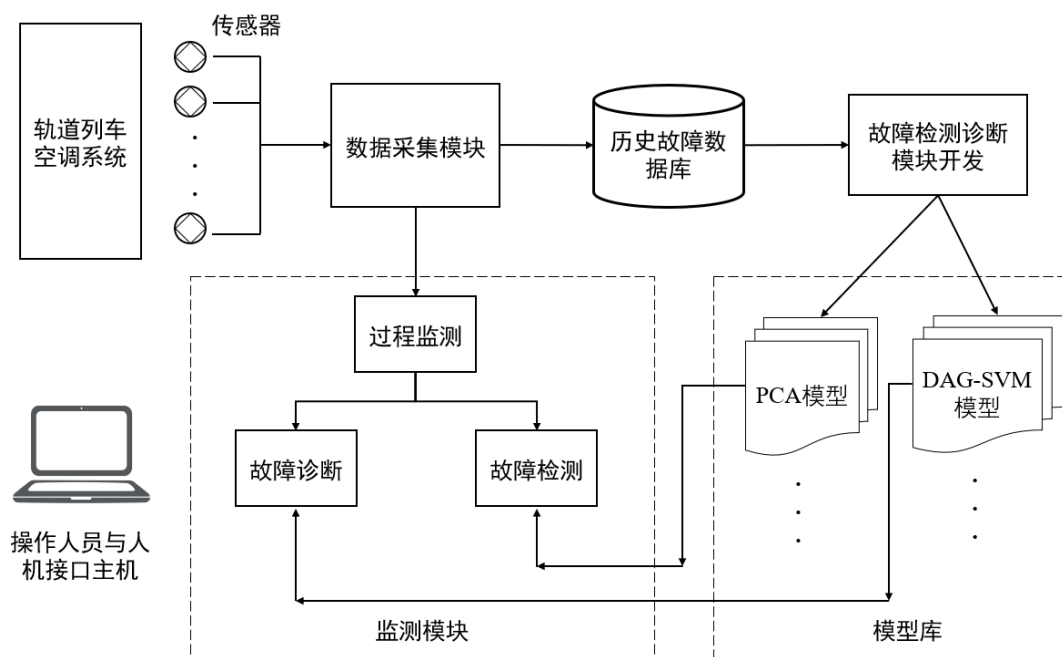 传感器
轨道列车
空调系统
数据采集模块
历史故障数
据库
故障检测诊断
模块开发
过程监测
PCA模型
DAG-SVM
模型
故障诊断
故障检测
操作人员与人
机接口主机
监测模块
模型库